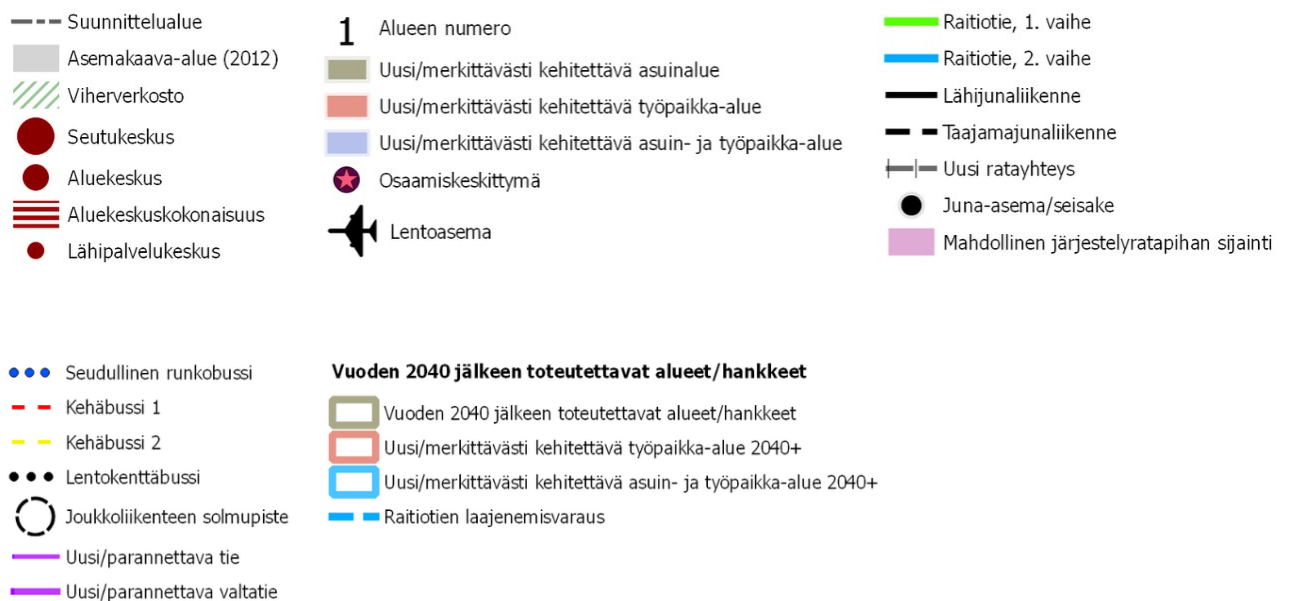 Suunnittelualue
Asemakaava-alue (2012)
Viherverkosto
Seutukeskus
Aluekeskus
Aluekeskuskokonaisuus
Lähipalvelukeskus
1 Alueen numero
Uusi/merkittävästi kehitettävä asuinalue
Uusi/merkittävästi kehitettävä työpaikka-alue
Uusi/merkittävästi kehitettävä asuin- ja työpaikka-alue
Osaamiskeskittymä
Lentoasema
Raitiotie, 1. vaihe
Raitiotie, 2. vaihe
Lähijunaliikenne
Taajamajunaliikenne
Uusi ratayhteys
Juna-asema/seisake
Mahdollinen järjestelyratapihan sijainti
Seudullinen runkobussi
Kehäbussi 1
Kehäbussi 2
Lentokenttäbussi
Joukkoliikenteen solmupiste
Uusi/parannettava tie
Uusi/parannettava valtatie
Vuoden 2040 jälkeen toteutettavat alueet/hankkeet
Vuoden 2040 jälkeen toteutettavat alueet/hankkeet
Uusi/merkittävästi kehitettävä työpaikka-alue 2040+
Uusi/merkittävästi kehitettävä asuin- ja työpaikka-alue 2040+
Raitiotien laajenemisvaraus